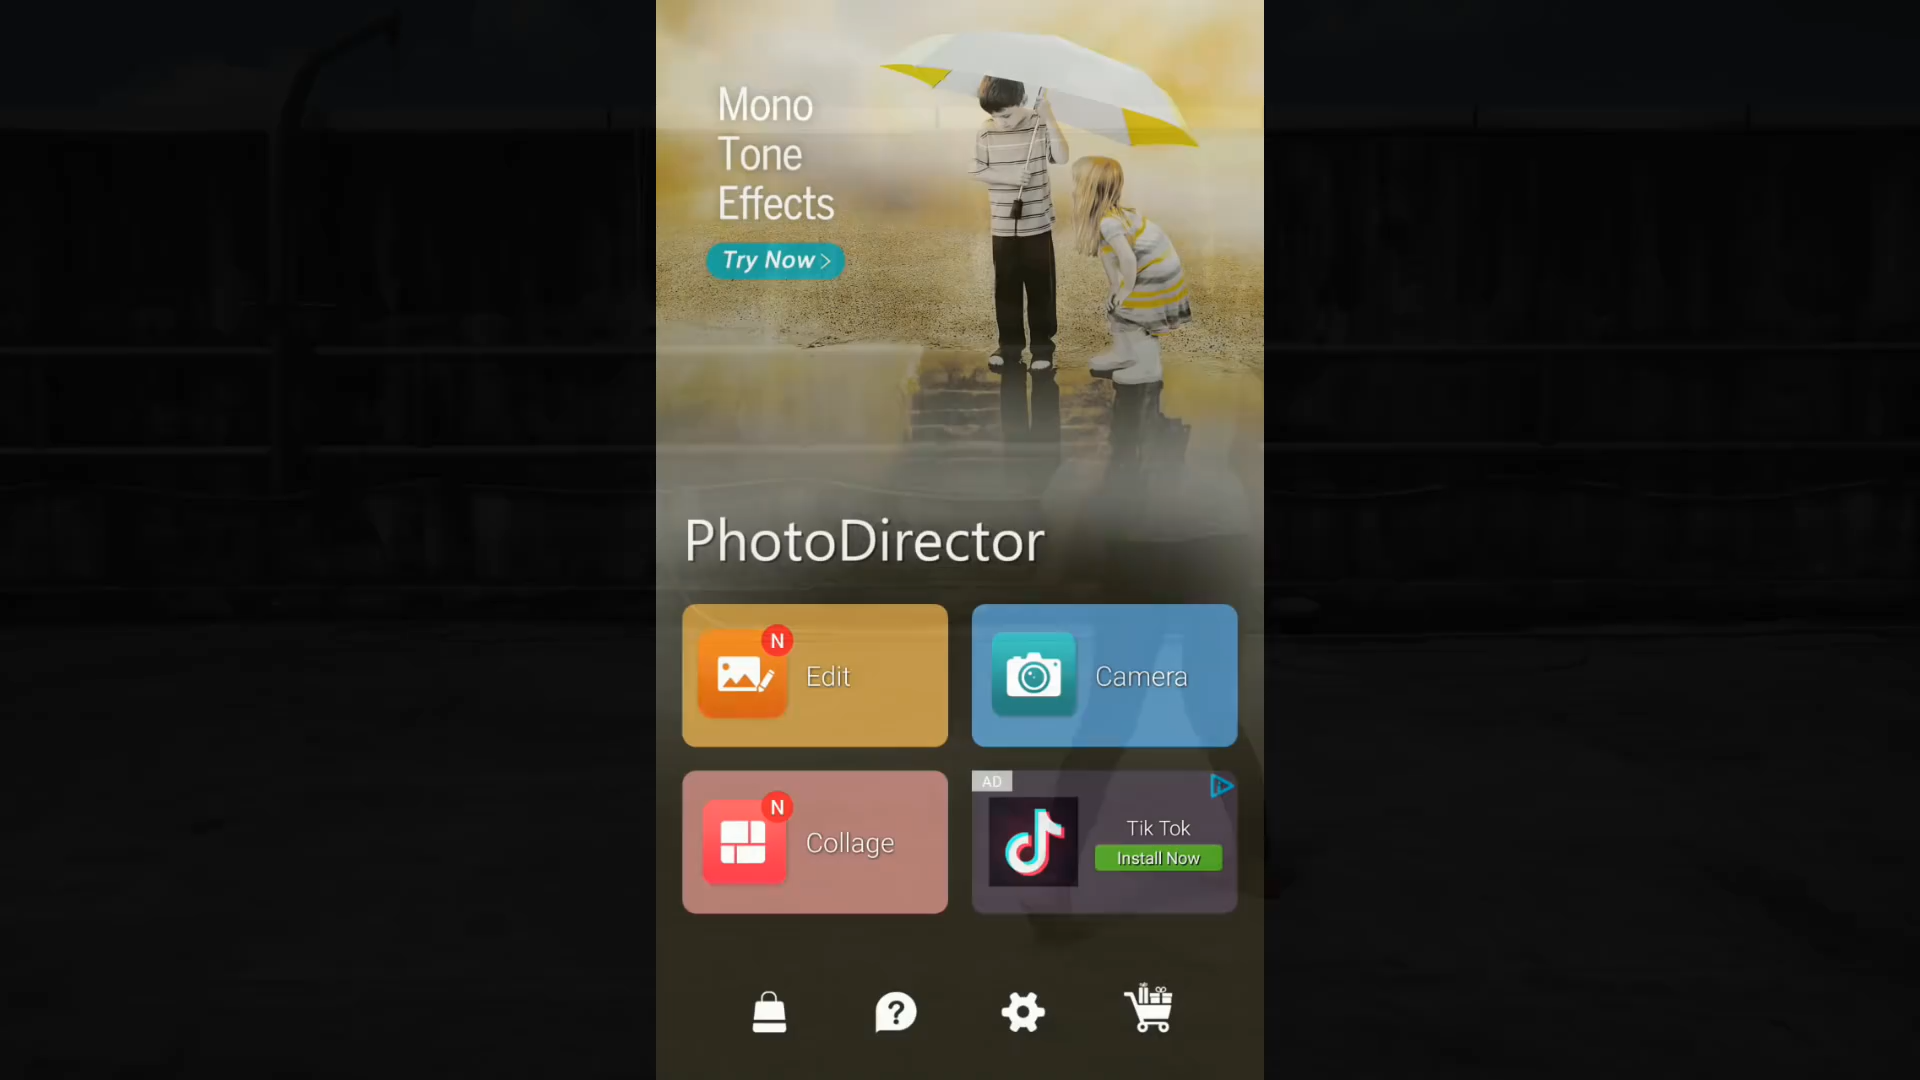 Mono
Tone
Effects
Try Now >
PhotoDirector
N
Edit
Camera
N
Collage
AD
Tik Tok
Install Now
?